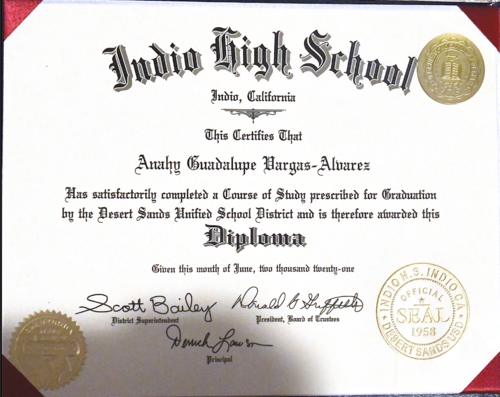 Indio High School
Indio, California
This Certifies That
Anahy Guadalupe Vargas-Alvarez
Has satisfactorily completed a Course of Study prescribed for Graduation
by the Desert Sands Unified School District and is therefore awarded this
Diploma
Given this month of June, two thousand twenty-one
Scott Bailey
District Superintendent
Donald B Griffith
President, Board of Trustees
Derrick Lawson
Principal
INDIO H.S. INDIO CA.
OFFICIAL
SEAL
1958
DESERT SANDS USD